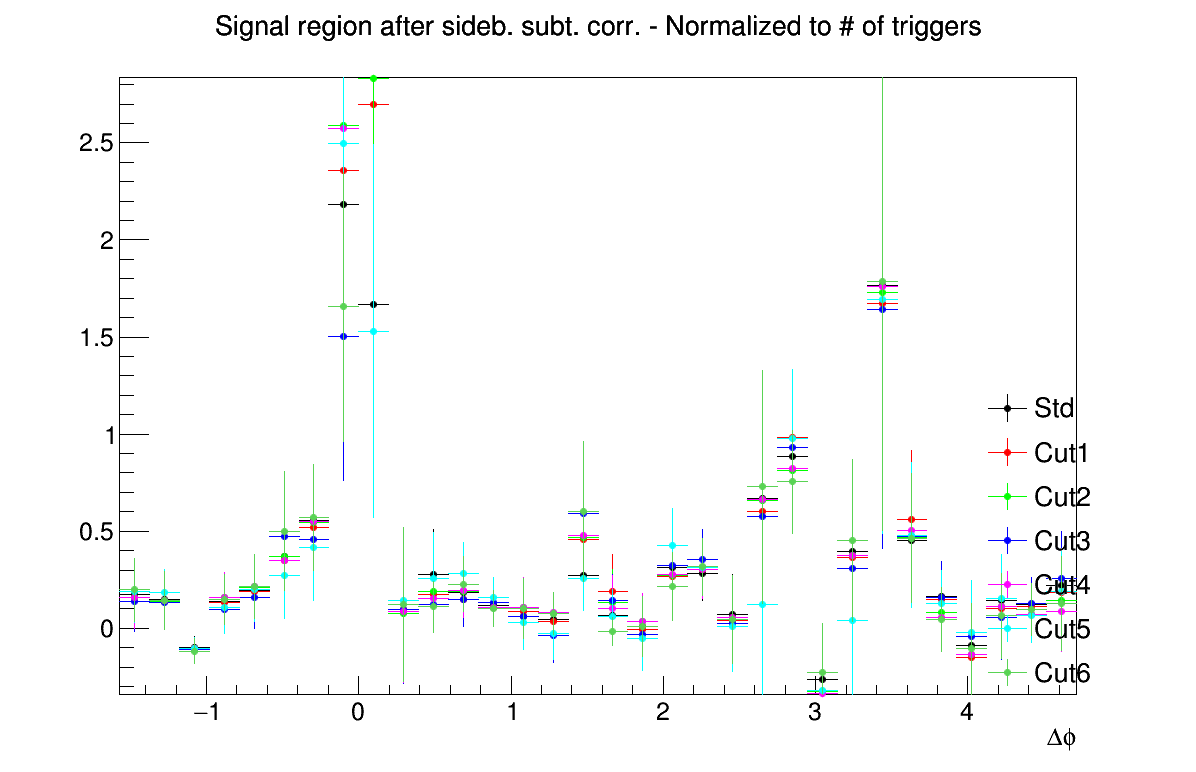 Signal region after sideb. subt. corr. - Normalized to # of triggers
2.5
2
1.5
1
0.5
0
Std
Cut1
Cut2
Cut3
Cut4
Cut5
Cut6
−1 0 1 2 3 4
Δϕ